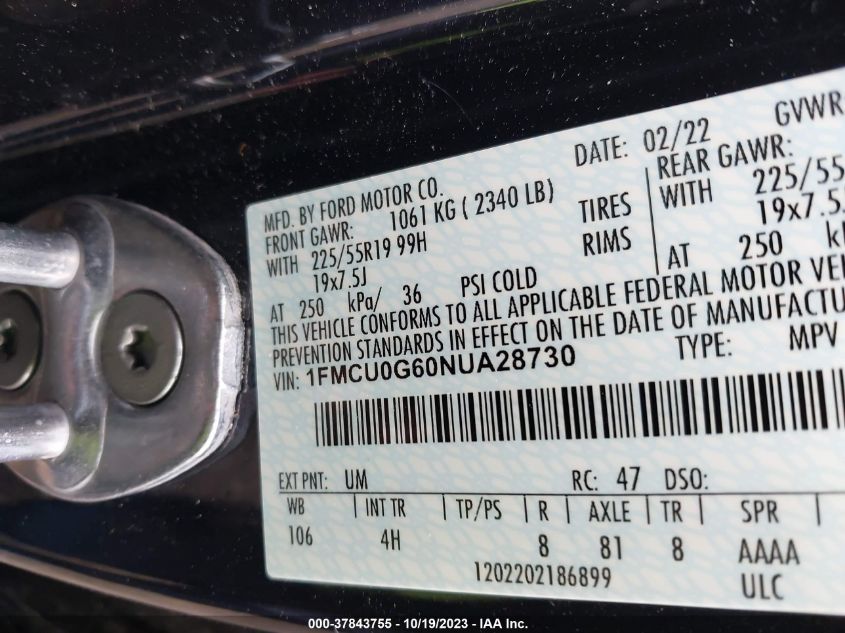 MFD. BY FORD MOTOR CO. DATE: 02/22 GVWR
FRONT GAWR: 1061 KG ( 2340 LB) REAR GAWR:
WITH 225/55R19 99H TIRES WITH 225/55
19x7.5J RIMS 19x7.5J
AT 250 kPa/ 36 PSI COLD AT 250
THIS VEHICLE CONFORMS TO ALL APPLICABLE FEDERAL MOTOR VE
PREVENTION STANDARDS IN EFFECT ON THE DATE OF MANUFACTU
VIN: 1FMCU0G60NUA28730 TYPE: MPV
EXT PNT: UM RC: 47 DSO:
WB | INT TR | TP/PS | R | AXLE | TR | SPR
106 4H 8 81 8 AAAA
ULC
1202202186899
000-37843755 - 10/19/2023 - IAA Inc.